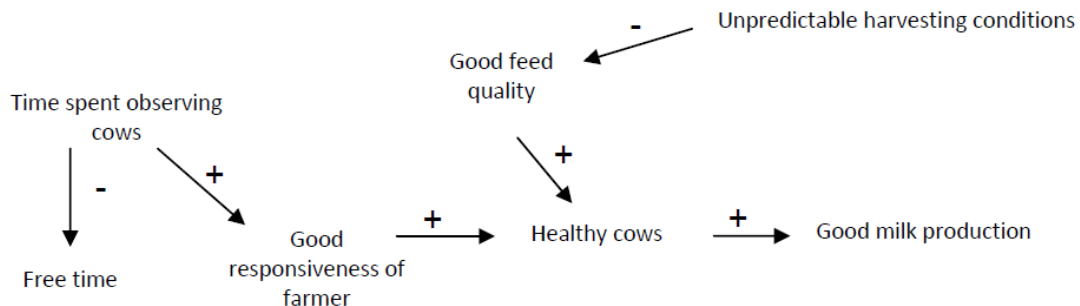 Unpredictable harvesting conditions
-
Good feed
quality
Time spent observing
cows
+
+
-
+
+
Good
responsiveness of
farmer
Healthy cows
Good milk production
Free time